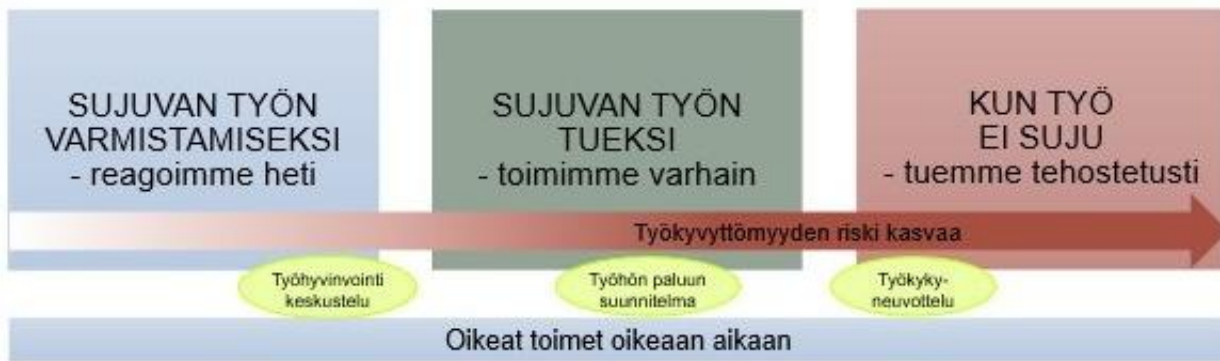 SUJUVAN TYÖN
VARMISTAMISEKSI
- reagoimme heti
SUJUVAN TYÖN
TUEKSI
- toimimme varhain
KUN TYÖ
EI SUJU
- tuemme tehostetusti
Työkyvyttömyyden riski kasvaa
Työhyvinvointi
keskustelu
Työhön paluun
suunnitelma
Työkyky-
neuvottelu
Oikeat toimet oikeaan aikaan